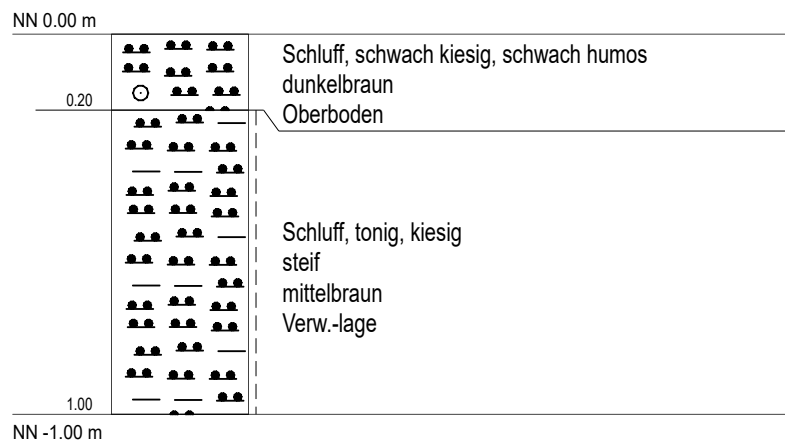 NN 0.00 m
Schluff, schwach kiesig, schwach humos
dunkelbraun
0.20
Oberboden
Schluff, tonig, kiesig
steif
mittelbraun
Verw.-lage
1.00
NN -1.00 m